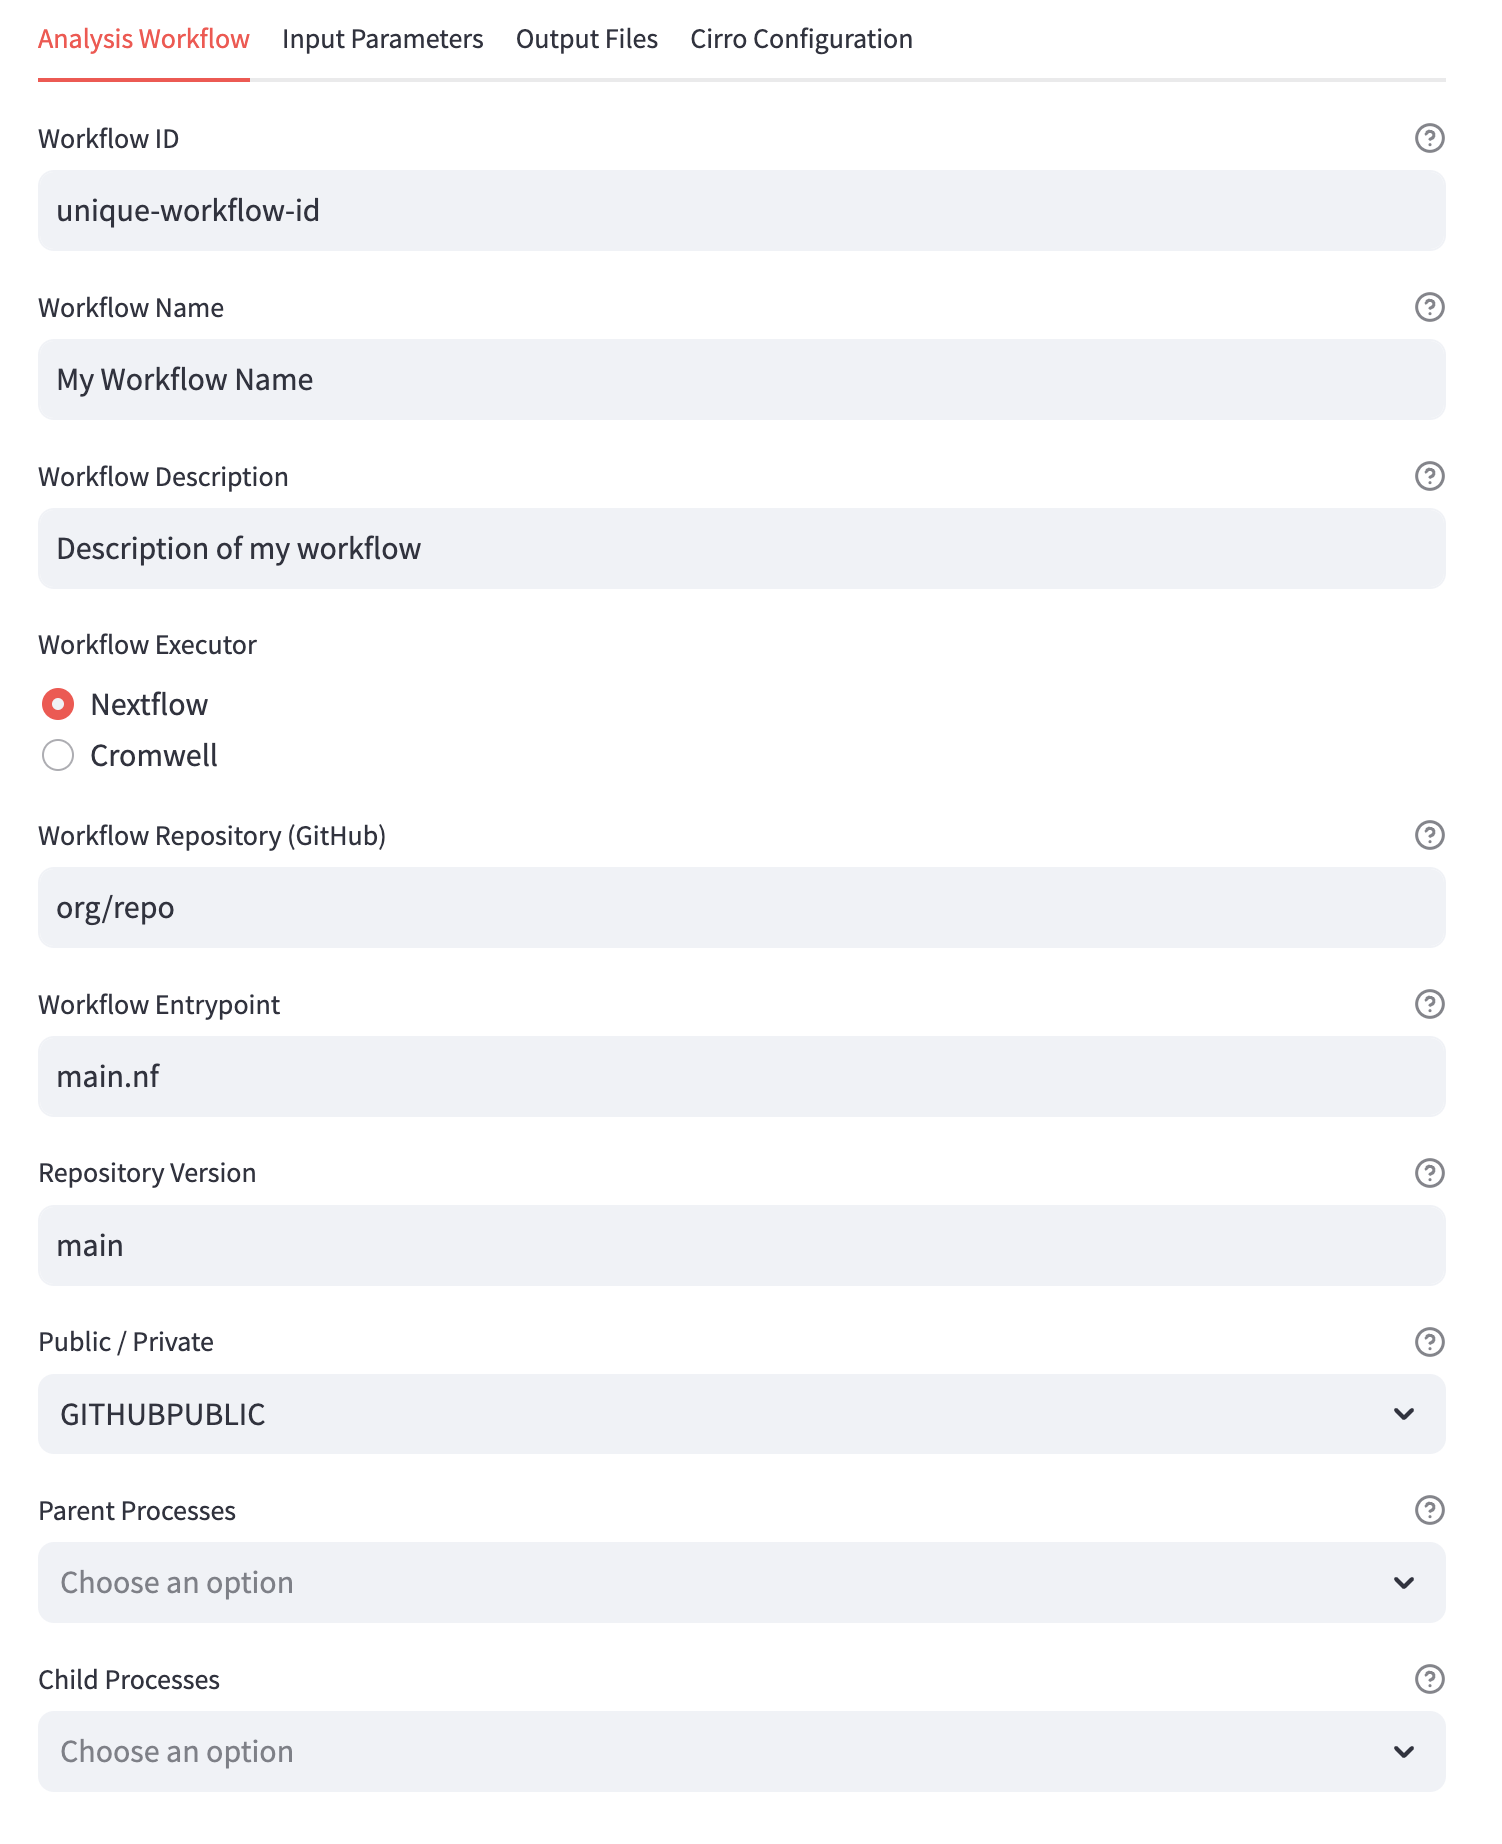 Analysis Workflow Input Parameters Output Files Cirro Configuration
Workflow ID
unique-workflow-id
Workflow Name
My Workflow Name
Workflow Description
Description of my workflow
Workflow Executor
Nextflow
Cromwell
Workflow Repository (GitHub)
org/repo
Workflow Entrypoint
main.nf
Repository Version
main
Public / Private
GITHUBPUBLIC
Parent Processes
Choose an option
Child Processes
Choose an option